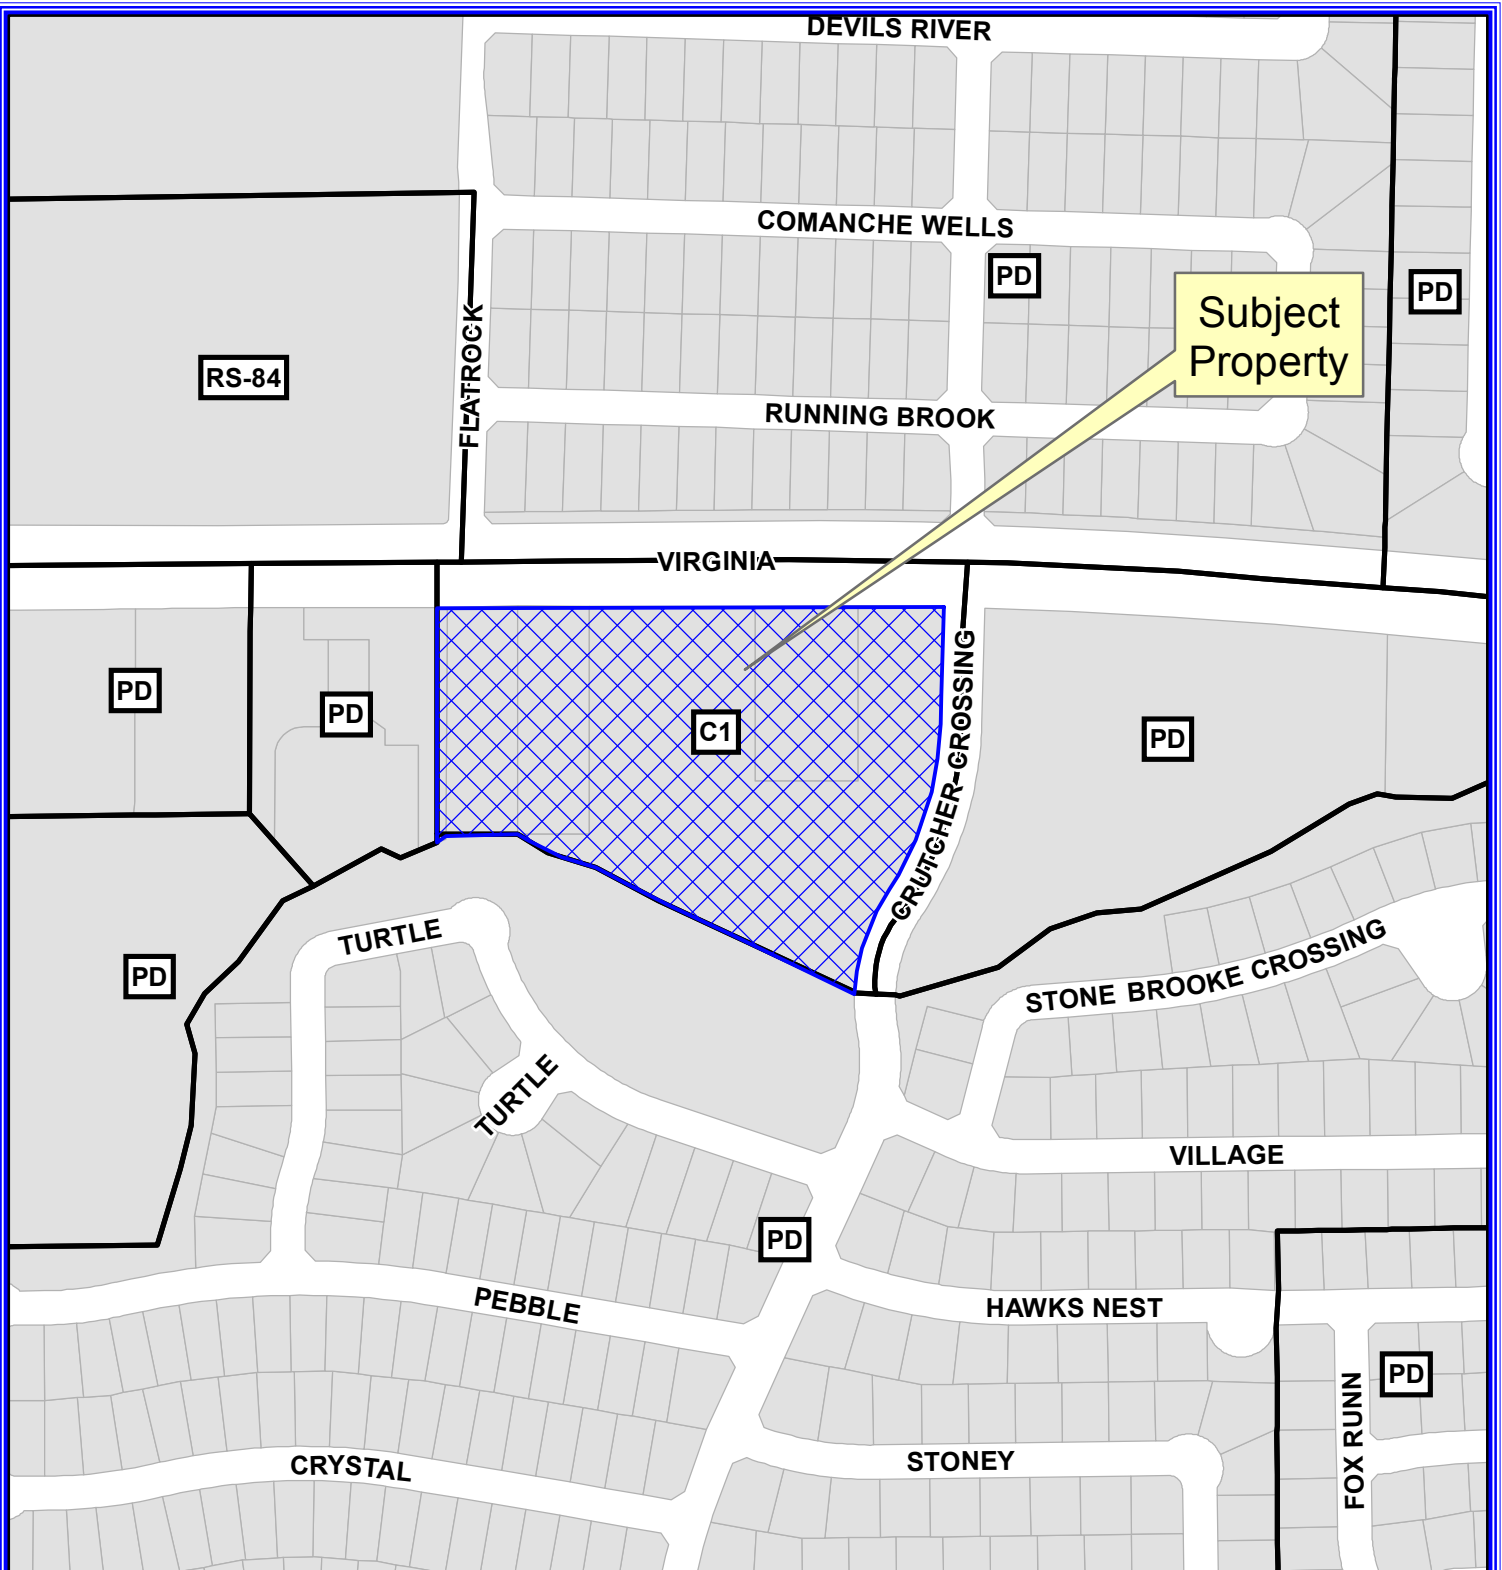 DEVILS RIVER
COMANCHE WELLS
PD
PD
Subject
Property
FLATROCK
RS-84
RUNNING BROOK
VIRGINIA
CRUTCHER CROSSING
PD
PD
C1
PD
TURTLE
STONE BROOKE CROSSING
PD
TURTLE
VILLAGE
PD
PEBBLE
HAWKS NEST
PD
FOX RUNN
CRYSTAL
STONEY